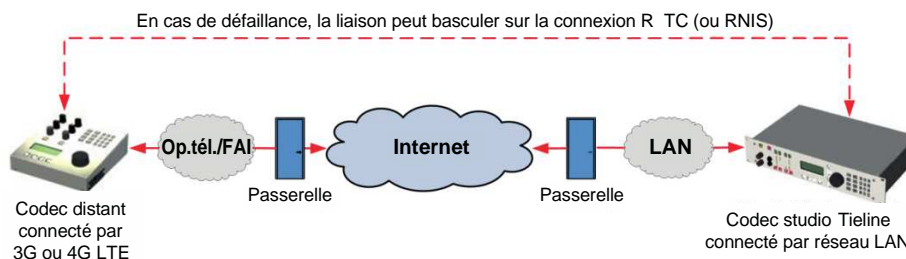 En cas de défaillance, la liaison peut basculer sur la connexion R TC (ou RNIS)
Op.tél./FAI
Internet
LAN
Passerelle
Passerelle
Codec distant
connecté par
3G ou 4G LTE
Codec studio Tieline
connecté par réseau LAN